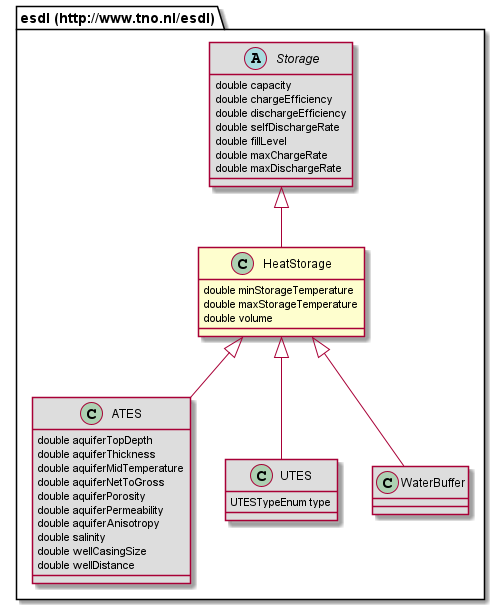 esdl (http://www.tno.nl/esdl)
A Storage
double capacity
double chargeEfficiency
double dischargeEfficiency
double selfDischargeRate
double fillLevel
double maxChargeRate
double maxDischargeRate
C HeatStorage
double minStorageTemperature
double maxStorageTemperature
double volume
C ATES
double aquiferTopDepth
double aquiferThickness
double aquiferMidTemperature
double aquiferNetToGross
double aquiferPorosity
double aquiferPermeability
double aquiferAnisotropy
double salinity
double wellCasingSize
double wellDistance
C UTES
UTESTypeEnum type
C WaterBuffer